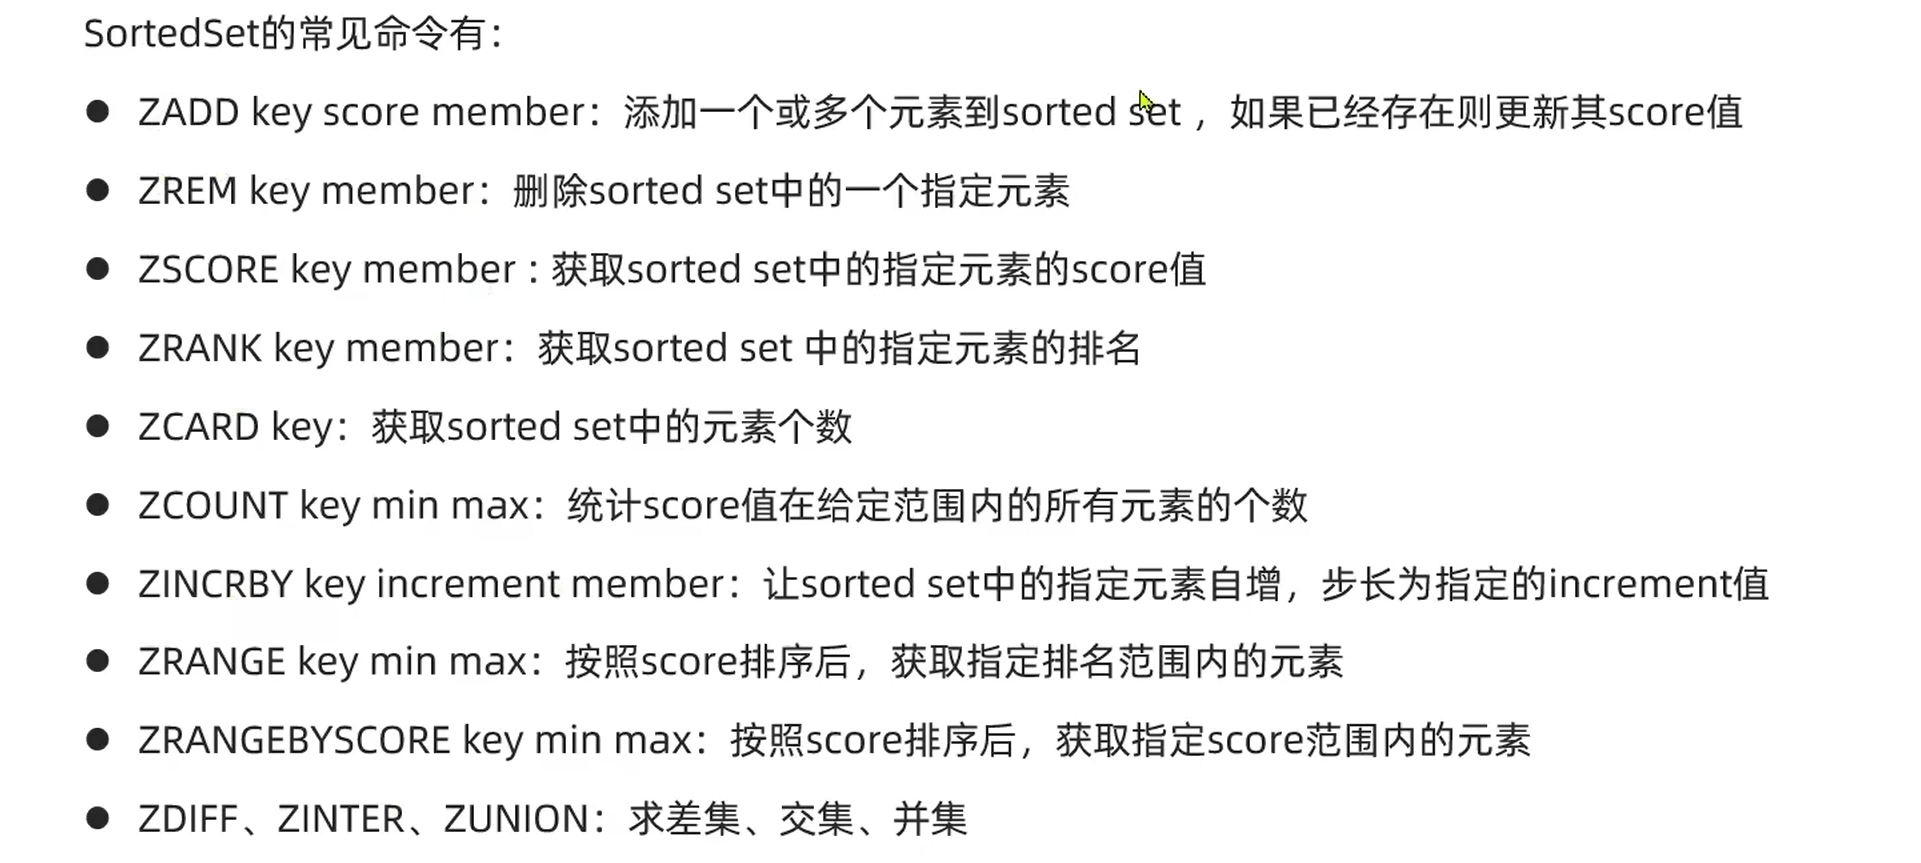 SortedSet的常见命令有：
● ZADD key score member：添加一个或多个元素到sorted set ，如果已经存在则更新其score值
● ZREM key member：删除sorted set中的一个指定元素
● ZSCORE key member : 获取sorted set中的指定元素的score值
● ZRANK key member：获取sorted set 中的指定元素的排名
● ZCARD key：获取sorted set中的元素个数
● ZCOUNT key min max：统计score值在给定范围内的所有元素的个数
● ZINCRBY key increment member：让sorted set中的指定元素自增，步长为指定的increment值
● ZRANGE key min max：按照score排序后，获取指定排名范围内的元素
● ZRANGEBYSCORE key min max：按照score排序后，获取指定score范围内的元素
● ZDIFF、ZINTER、ZUNION：求差集、交集、并集